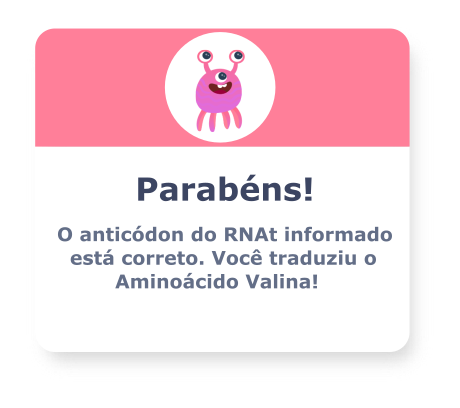 Parabéns!
O anticódon do RNAt informado
está correto. Você traduziu o
Aminoácido Valina!